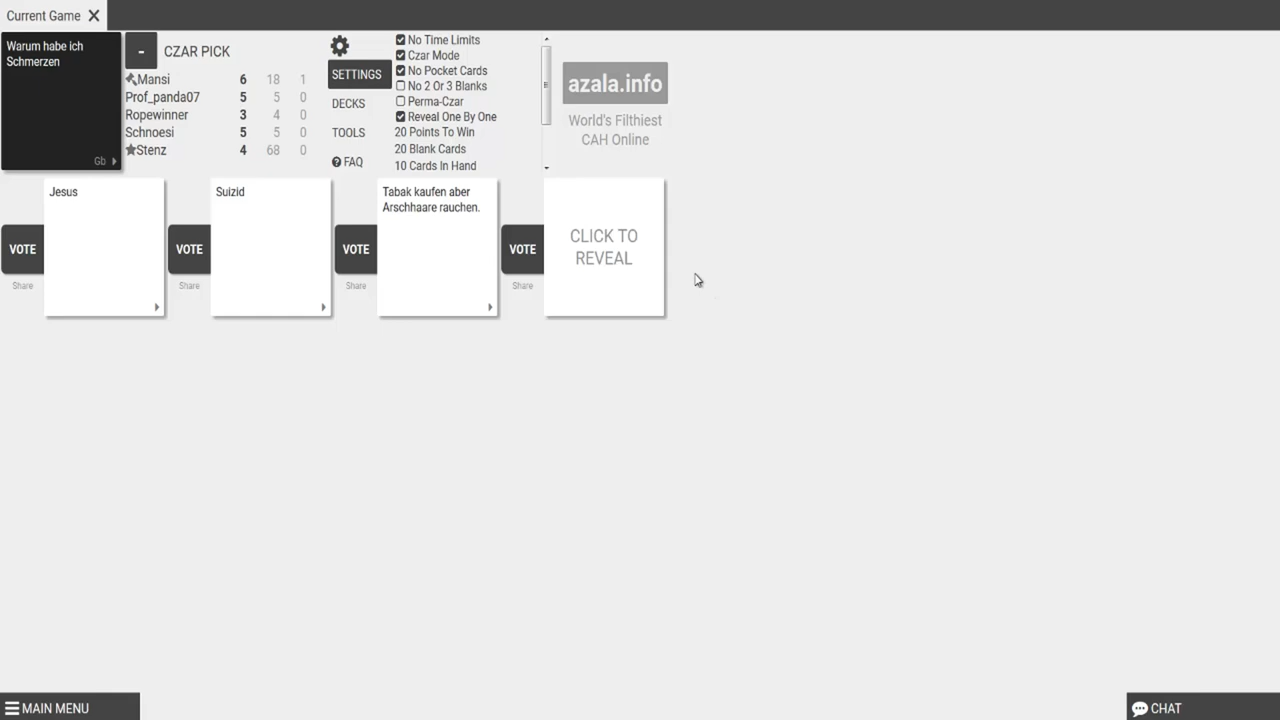 Current Game
Warum habe ich
Schmerzen
Gb
-
CZAR PICK
Mansi 6 18 1
Prof_panda07 5 5 0
Ropewinner 3 4 0
Schnoesi 5 5 0
Stenz 4 68 0
SETTINGS
DECKS
TOOLS
FAQ
No Time Limits
Czar Mode
No Pocket Cards
No 2 Or 3 Blanks
Perma-Czar
Reveal One By One
20 Points To Win
20 Blank Cards
10 Cards In Hand
azala.info
World's Filthiest
CAH Online
VOTE
Share
Jesus
VOTE
Share
Suizid
VOTE
Share
Tabak kaufen aber
Arschhaare rauchen.
VOTE
Share
CLICK TO
REVEAL
MAIN MENU
CHAT